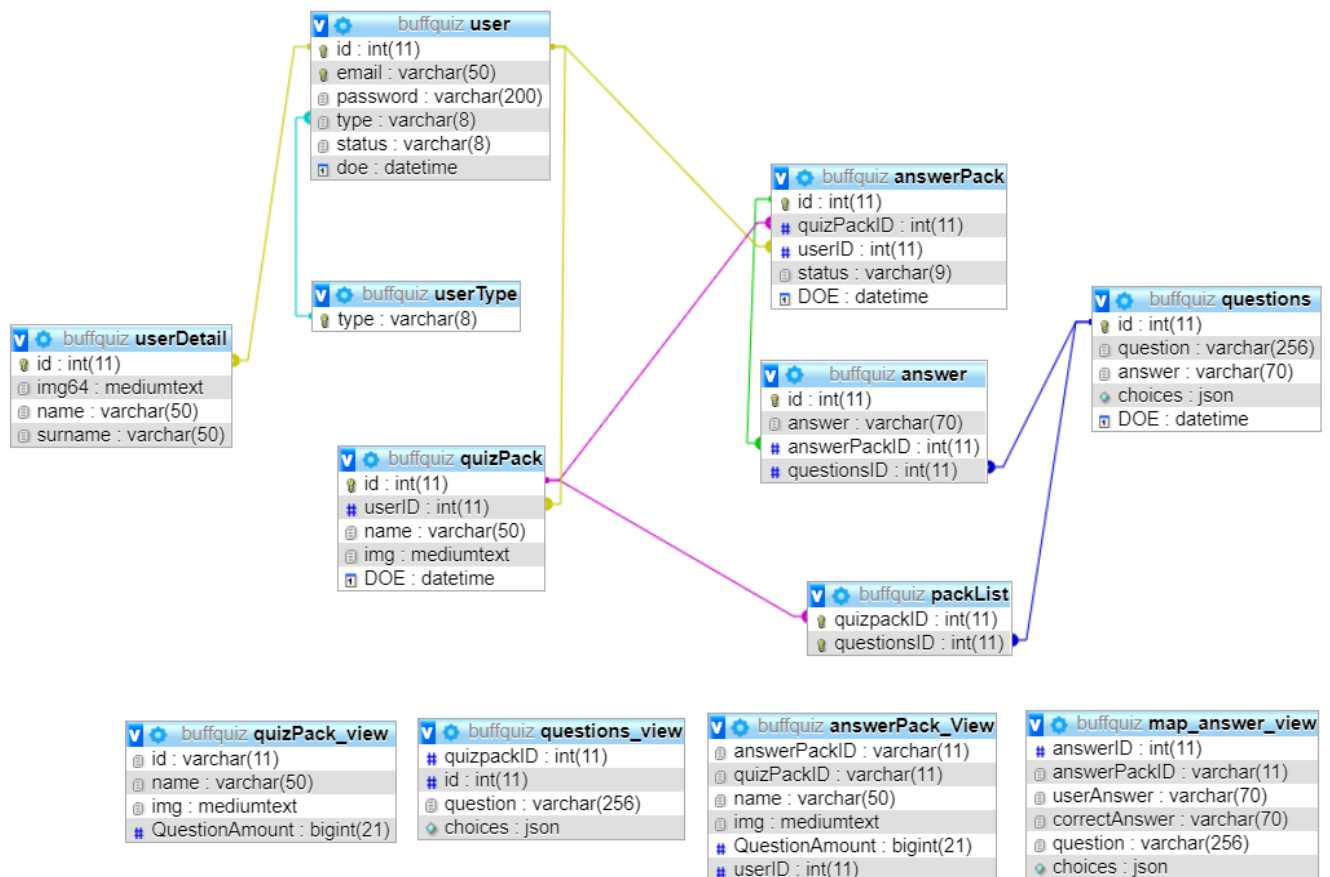 buffquiz user
id : int(11)
email : varchar(50)
password : varchar(200)
type : varchar(8)
status : varchar(8)
doe : datetime
buffquiz userType
type : varchar(8)
buffquiz userDetail
id : int(11)
img64 : mediumtext
name : varchar(50)
surname : varchar(50)
buffquiz quizPack
id : int(11)
userID : int(11)
name : varchar(50)
img : mediumtext
DOE : datetime
buffquiz answerPack
id : int(11)
quizPackID : int(11)
userID : int(11)
status : varchar(9)
DOE : datetime
buffquiz answer
id : int(11)
answer : varchar(70)
answerPackID : int(11)
questionsID : int(11)
buffquiz questions
id : int(11)
question : varchar(256)
answer : varchar(70)
choices : json
DOE : datetime
buffquiz packList
quizpackID : int(11)
questionsID : int(11)
buffquiz quizPack_view
id : varchar(11)
name : varchar(50)
img : mediumtext
QuestionAmount : bigint(21)
buffquiz questions_view
quizpackID : int(11)
id : int(11)
question : varchar(256)
choices : json
buffquiz answerPack_View
answerPackID : varchar(11)
quizPackID : varchar(11)
name : varchar(50)
img : mediumtext
QuestionAmount : bigint(21)
userID : int(11)
buffquiz map_answer_view
answerID : int(11)
answerPackID : varchar(11)
userAnswer : varchar(70)
correctAnswer : varchar(70)
question : varchar(256)
choices : json